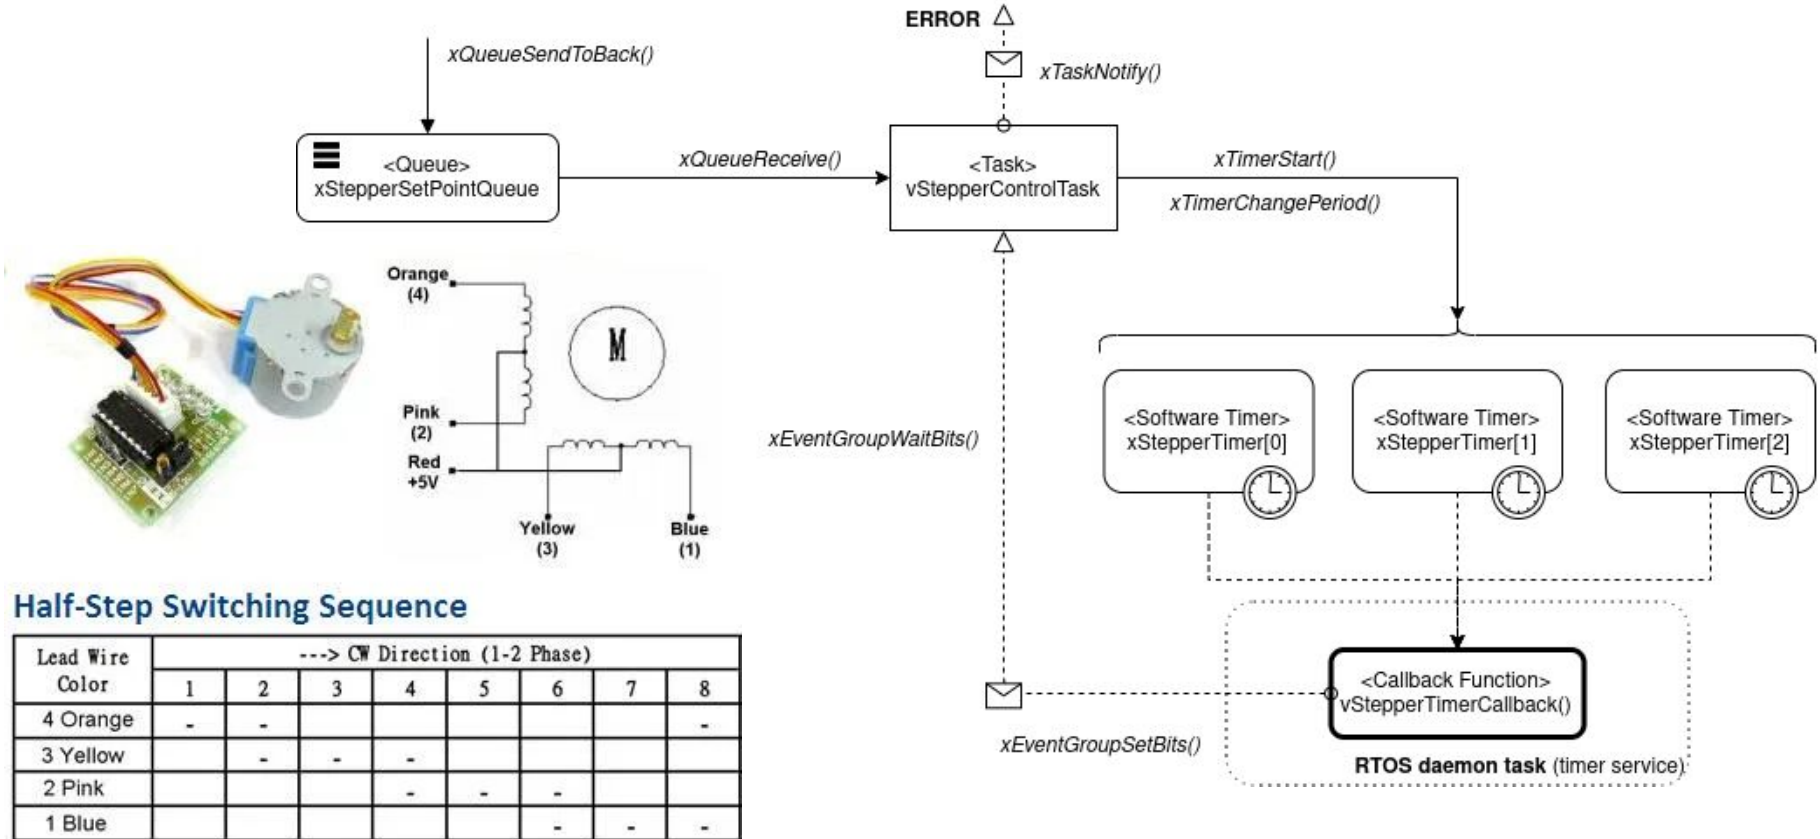 ERROR
xTaskNotify()
xQueueSendToBack()
<Queue>
xStepperSetPointQueue
xQueueReceive()
<Task>
vStepperControlTask
xTimerStart()
xTimerChangePeriod()
Orange
(4)
M
Pink
(2)
Red
+5V
Yellow
(3)
Blue
(1)
xEventGroupWaitBits()
<Software Timer>
xStepperTimer[0]
<Software Timer>
xStepperTimer[1]
<Software Timer>
xStepperTimer[2]
<Callback Function>
vStepperTimerCallback()
xEventGroupSetBits()
RTOS daemon task (timer service)
Half-Step Switching Sequence
Lead Wire
Color
---> CW Direction (1-2 Phase)
1 2 3 4 5 6 7 8
4 Orange - - -
3 Yellow - - -
2 Pink - - -
1 Blue - - -